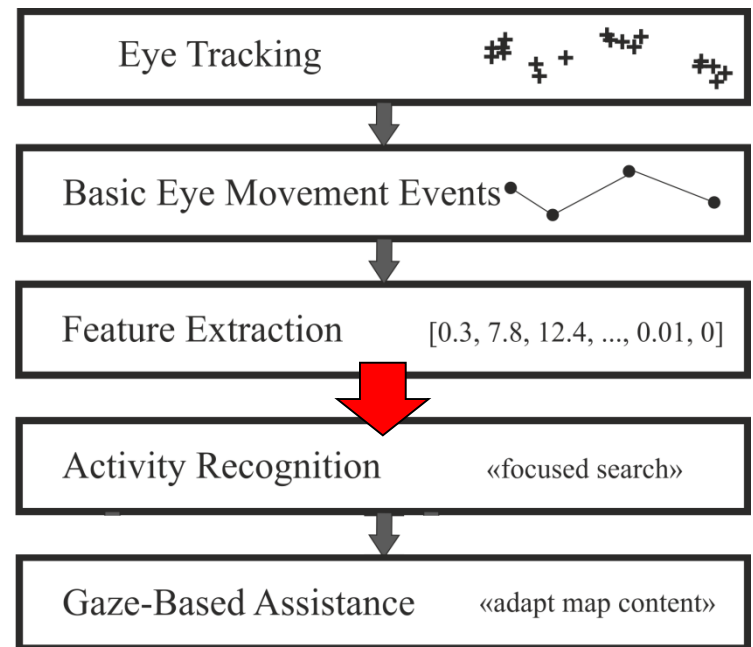 Eye Tracking
Basic Eye Movement Events
Feature Extraction [0.3, 7.8, 12.4, ..., 0.01, 0]
Activity Recognition «focused search»
Gaze-Based Assistance «adapt map content»